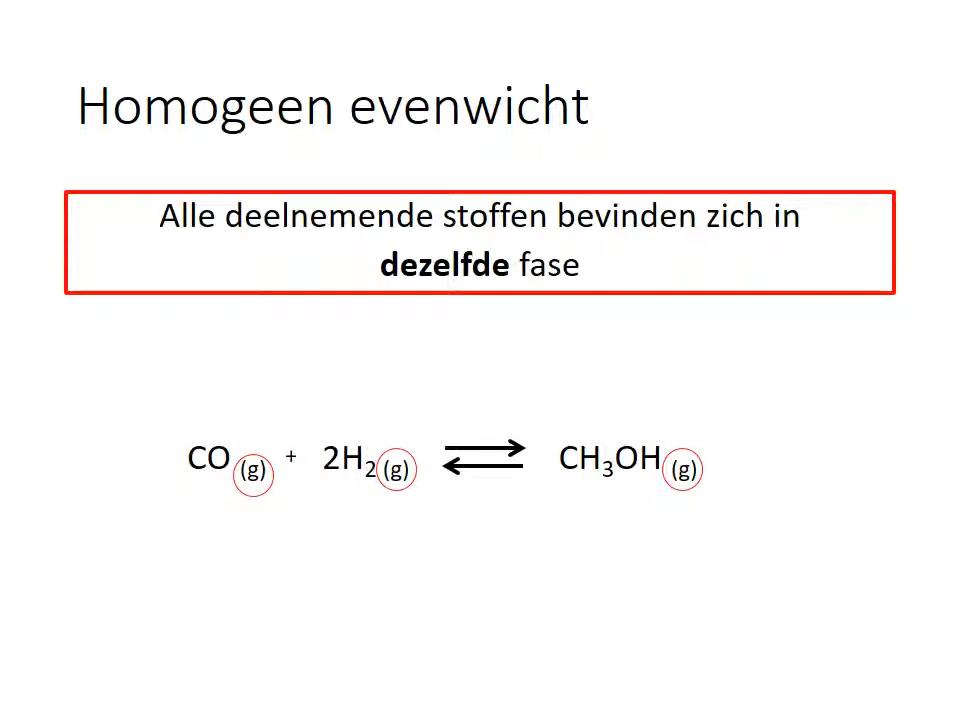 Homogeen evenwicht
Alle deelnemende stoffen bevinden zich in
dezelfde fase
CO (g) + 2H₂(g) ⇌ CH₃OH (g)